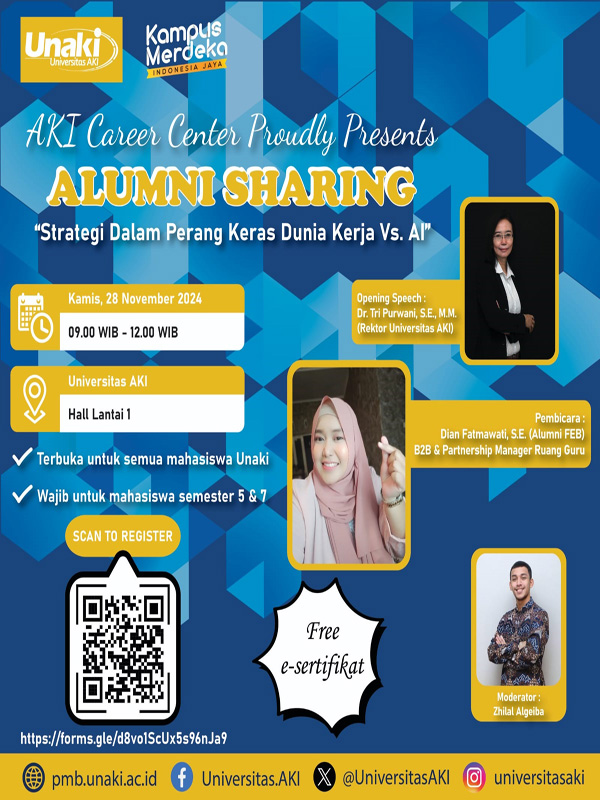 Unaki
Universitas AKI
Kampus
Merdeka
INDONESIA JAYA
AKI Career Center Proudly Presents
ALUMNI SHARING
“Strategi Dalam Perang Keras Dunia Kerja Vs. AI”
Kamis, 28 November 2024
09.00 WIB - 12.00 WIB
Opening Speech :
Dr. Tri Purwani, S.E., M.M.
(Rektor Universitas AKI)
Universitas AKI
Hall Lantai 1
Pembicara :
Dian Fatmawati, S.E. (Alumni FEB)
B2B & Partnership Manager Ruang Guru
Terbuka untuk semua mahasiswa Unaki
Wajib untuk mahasiswa semester 5 & 7
SCAN TO REGISTER
Free
e-sertifikat
Moderator :
Zhilal Algeiba
https://forms.gle/d8vo1ScUx5s96nJa9
pmb.unaki.ac.id
Universitas.AKI
@UniversitasAKI
universitasaki